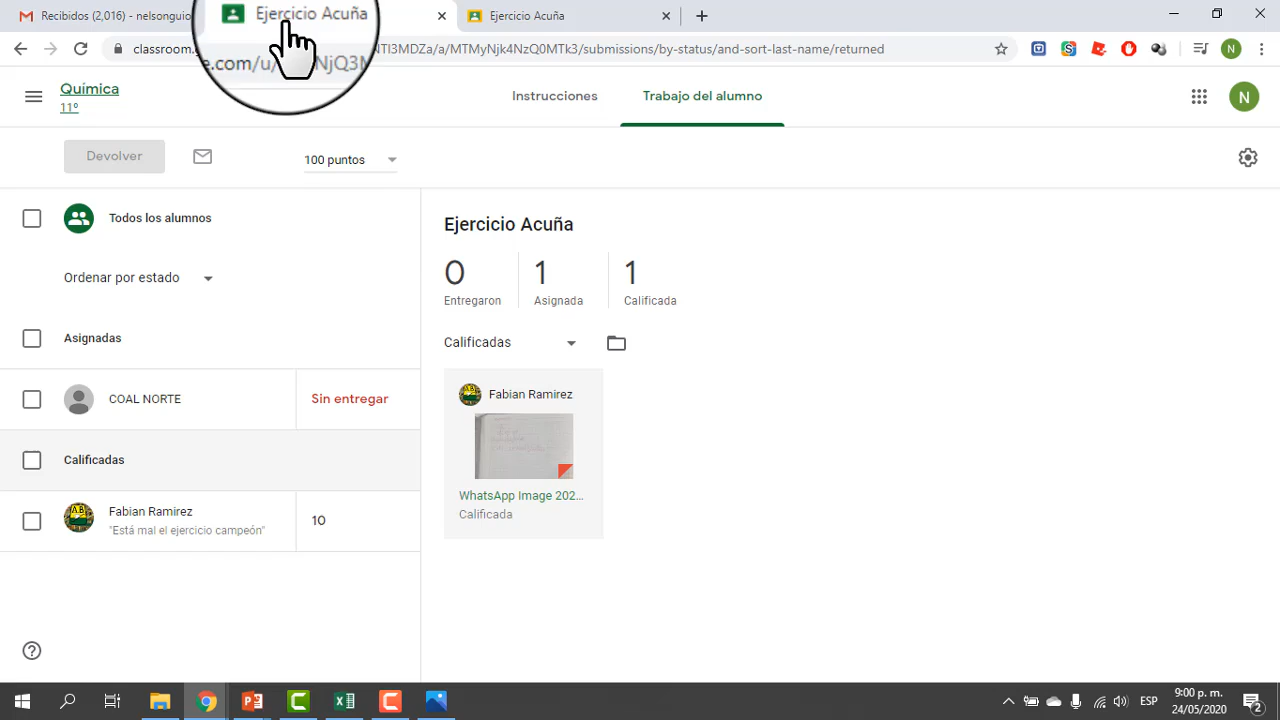 Recibidos (2,016) - nelsonguio
Ejercicio Acuña
Ejercicio Acuña
classroom.
e.com/u/
NjQ3M
NTI3MDZa/a/MTMyNjk4NzQ0MTk3/submissions/by-status/and-sort-last-name/returned
N
Quimica
11º
Instrucciones
Trabajo del alumno
N
Devolver
100 puntos
Todos los alumnos
Ordenar por estado
Asignadas
COAL NORTE
Sin entregar
Calificadas
Fabian Ramirez
"Está mal el ejercicio campeón"
10
Ejercicio Acuña
0
1
1
Entregaron
Asignada
Calificada
Calificadas
Fabian Ramirez
WhatsApp Image 202...
Calificada
ESP
9:00 p. m.
24/05/2020
2